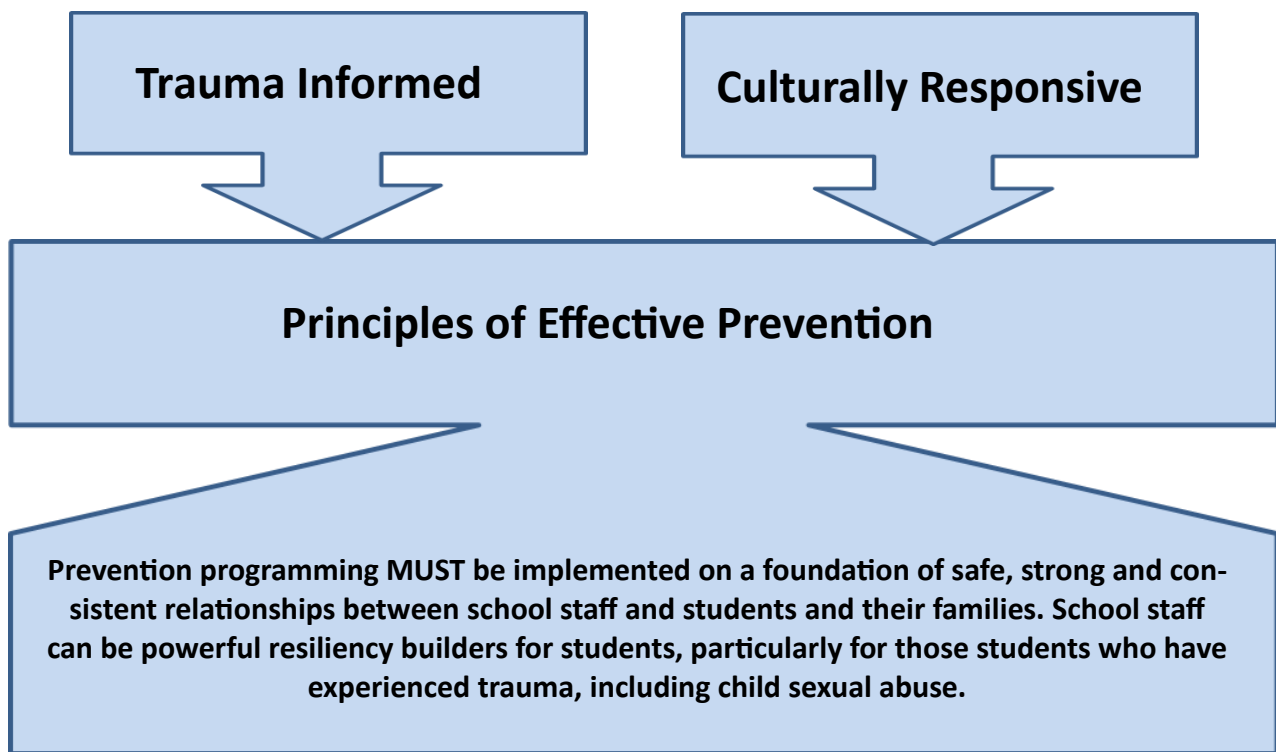 Trauma Informed
Culturally Responsive
Principles of Effective Prevention
Prevention programming MUST be implemented on a foundation of safe, strong and con-
sistent relationships between school staff and students and their families. School staff
can be powerful resiliency builders for students, particularly for those students who have
experienced trauma, including child sexual abuse.